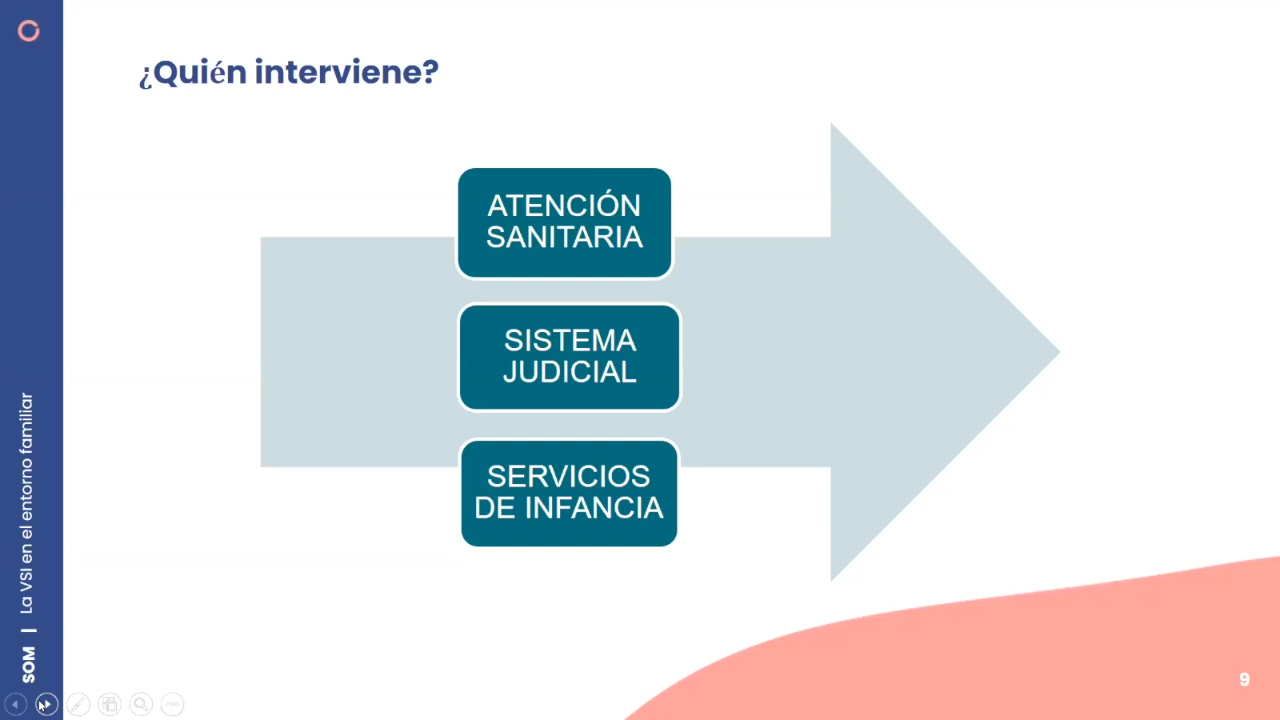 ¿Quién interviene?
ATENCIÓN
SANITARIA
SISTEMA
JUDICIAL
SERVICIOS
DE INFANCIA
SOM | La VSI en el entorno familiar
9